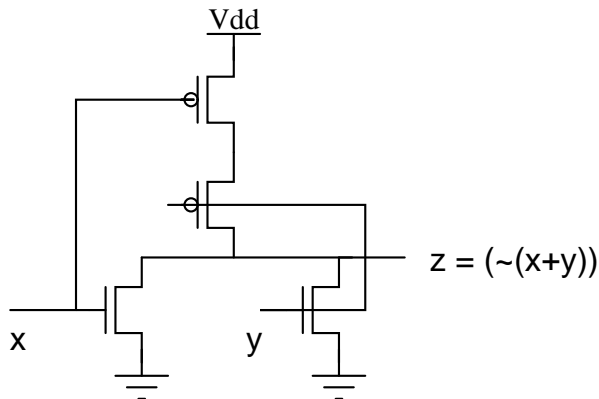 Vdd
z = (~(x+y))
x
y